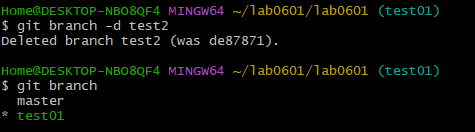 Home@DESKTOP-NBO8QF4 MINGW64 ~/lab0601/lab0601 (test01)
$ git branch -d test2
Deleted branch test2 (was de87871).
Home@DESKTOP-NBO8QF4 MINGW64 ~/lab0601/lab0601 (test01)
$ git branch
  master
* test01